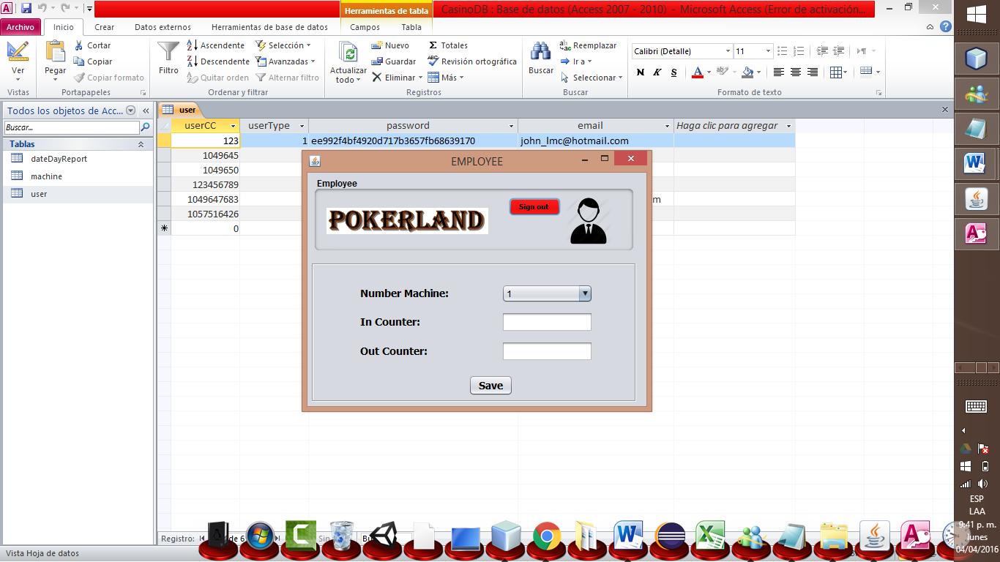 Herramientas de tabla
CasinoDB : Base de datos (Access 2007 - 2010) - Microsoft Access (Error de activación...
Archivo Inicio Crear Datos externos Herramientas de base de datos Campos Tabla
Ver
Vistas
Pegar
Cortar
Copiar
Copiar formato
Portapapeles
Filtro
Ascendente
Descendente
Quitar orden
Selección
Avanzadas
Alternar filtro
Ordenar y filtrar
Actualizar
todo
Nuevo
Guardar
Eliminar
Totales
Revisión ortográfica
Más
Registros
Buscar
Reemplazar
Ir a
Seleccionar
Buscar
Calibri (Detalle) 11
N K S A
Formato de texto
Todos los objetos de Acc...
Buscar...
Tablas
dateDayReport
machine
user
user
userCC userType password email Haga clic para agregar
123 1 ee992f4bf4920d717b3657fb68639170 john_lmc@hotmail.com
1049645
1049650
123456789
1049647683 m
1057516426
0
EMPLOYEE
Employee
POKERLAND
Sign out
Number Machine: 1
In Counter:
Out Counter:
Save
Registro: de 6
Vista Hoja de datos
ESP
LAA
9:41 p. m.
lunes
04/04/2016